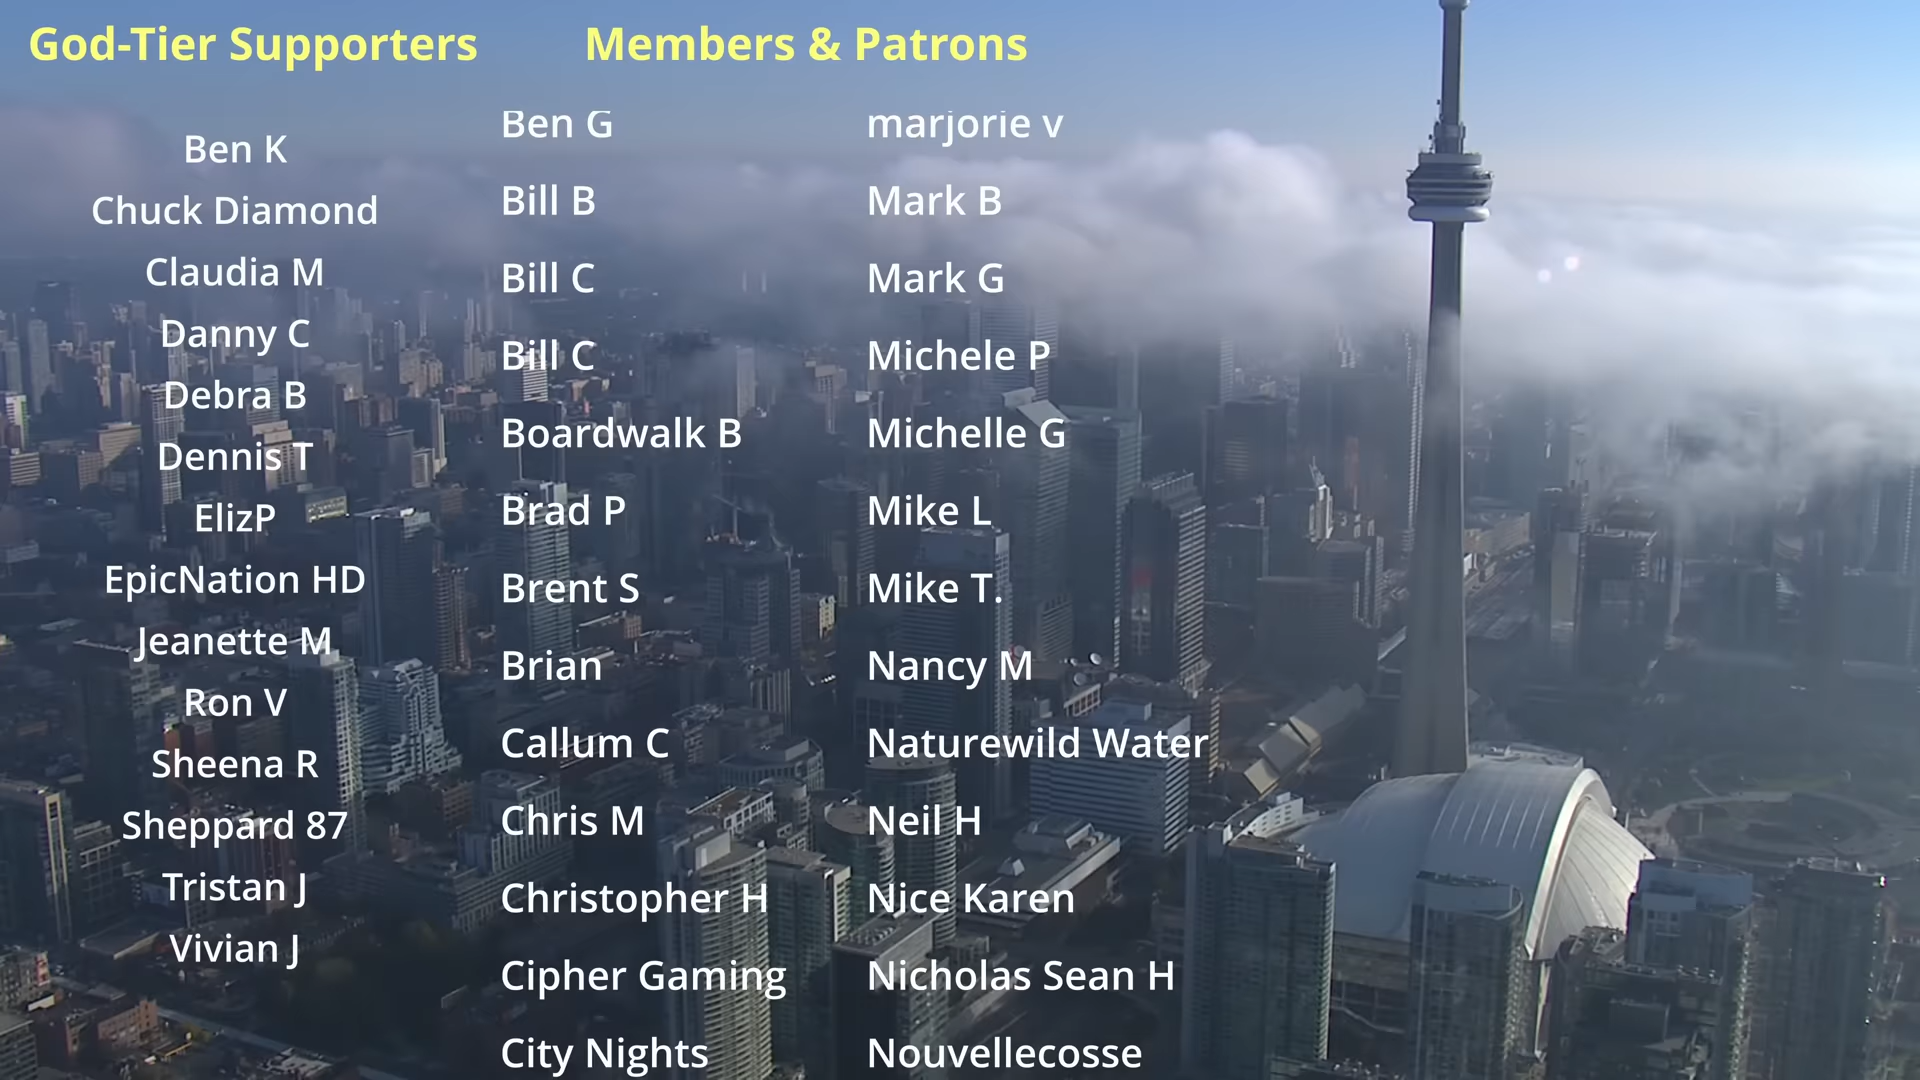 God-Tier Supporters
Ben K
Chuck Diamond
Claudia M
Danny C
Debra B
Dennis T
ElizP
EpicNation HD
Jeanette M
Ron V
Sheena R
Sheppard 87
Tristan J
Vivian J
Members & Patrons
Ben G
Bill B
Bill C
Bill C
Boardwalk B
Brad P
Brent S
Brian
Callum C
Chris M
Christopher H
Cipher Gaming
City Nights
marjorie v
Mark B
Mark G
Michele P
Michelle G
Mike L
Mike T.
Nancy M
Naturewild Water
Neil H
Nice Karen
Nicholas Sean H
Nouvellecosse